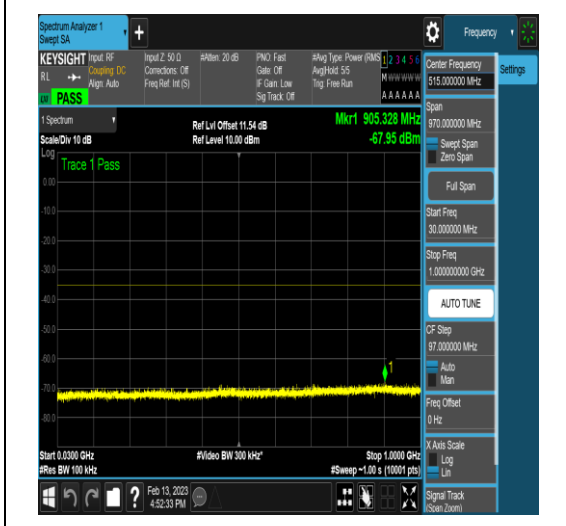 Spectrum Analyzer 1
Swept SA
+
Frequency
KEYSIGHT Input: RF Input Z: 50 Ω #Atten: 20 dB PNO: Fast #Avg Type: Power (RMS 1 2 3 4 5 6
RL Coupling: DC Corrections: Off Gate: Off Avg|Hold: 5/5 M W W W W W
Align: Auto Freq Ref: Int (S) IF Gain: Low Trig: Free Run
PASS Sig Track: Off A A A A A A
1 Spectrum
Ref Lvl Offset 11.54 dB Mkr1 905.328 MHz
Scale/Div 10 dB Ref Level 10.00 dBm -67.95 dBm
Log
Trace 1 Pass
0.00
-10.0
-20.0
-30.0
-40.0
-50.0
-60.0
1
-70.0
-80.0
Start 0.0300 GHz #Video BW 300 kHz* Stop 1.0000 GHz
#Res BW 100 kHz #Sweep ~1.00 s (10001 pts)
? Feb 13, 2023
4:52:33 PM
Center Frequency
515.000000 MHz
Settings
Span
970.000000 MHz
Swept Span
Zero Span
Full Span
Start Freq
30.000000 MHz
Stop Freq
1.000000000 GHz
AUTO TUNE
CF Step
97.000000 MHz
Auto
Man
Freq Offset
0 Hz
X Axis Scale
Log
Lin
Signal Track
(Span Zoom)